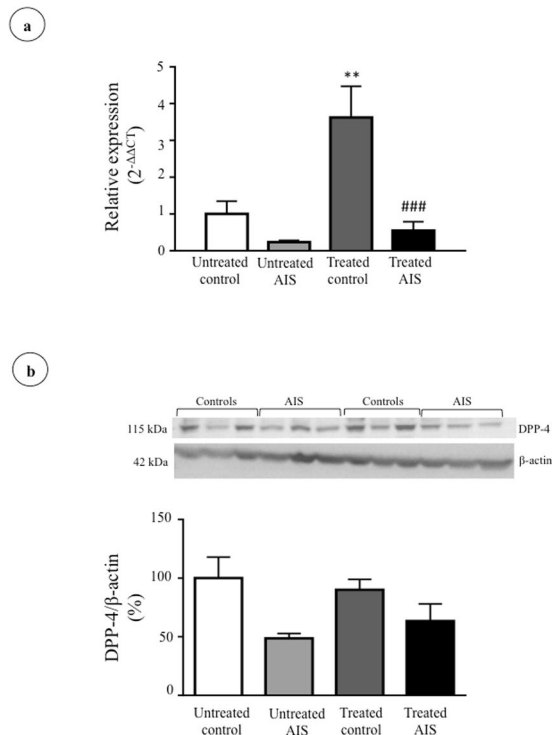 a
Relative expression
(2-ΔΔCT)
5
4
3
2
1
0
**
###
Untreated control
Untreated AIS
Treated control
Treated AIS
b
Controls
AIS
Controls
AIS
115 kDa
DPP-4
42 kDa
β-actin
DPP-4/β-actin
(%)
150
100
50
0
Untreated control
Untreated AIS
Treated control
Treated AIS